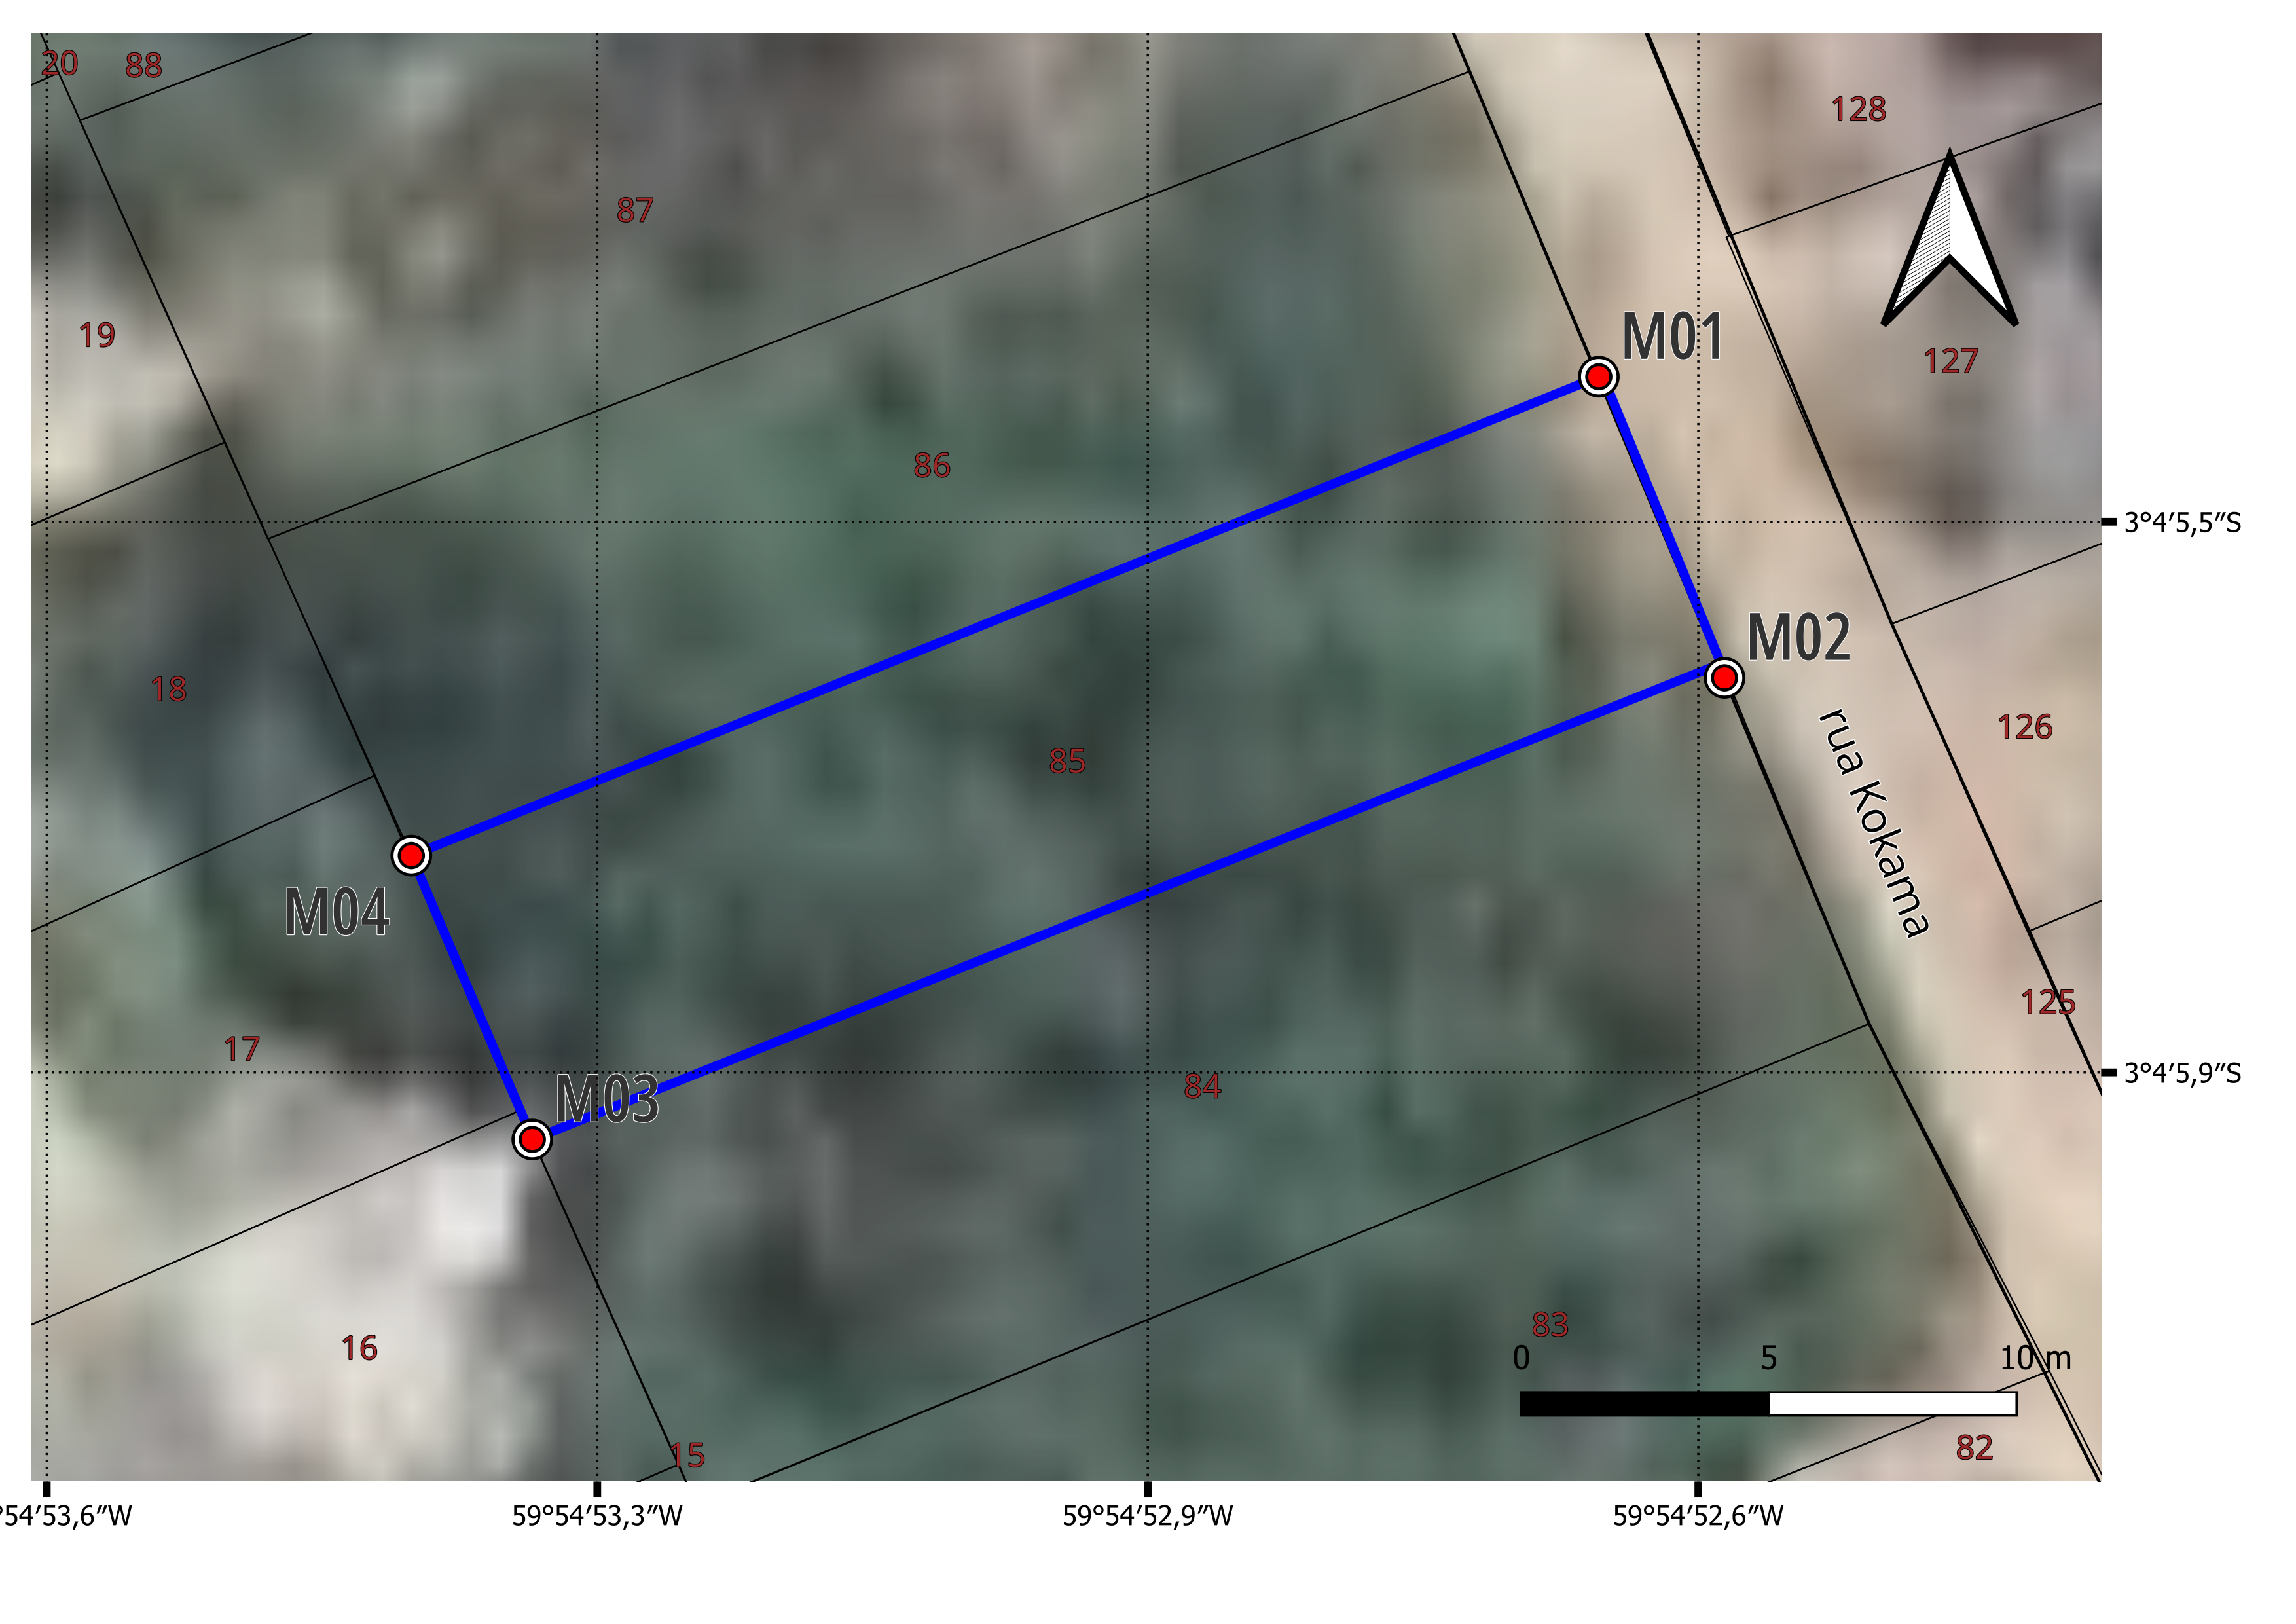 20
88
128
87
M01
19
127
86
3°4′5,5″S
M02
18
126
85
rua Kokama
M04
125
17
3°4′5,9″S
84
M03
83
16
0 5 10 m
15
82
°54′53,6″W
59°54′53,3″W
59°54′52,9″W
59°54′52,6″W